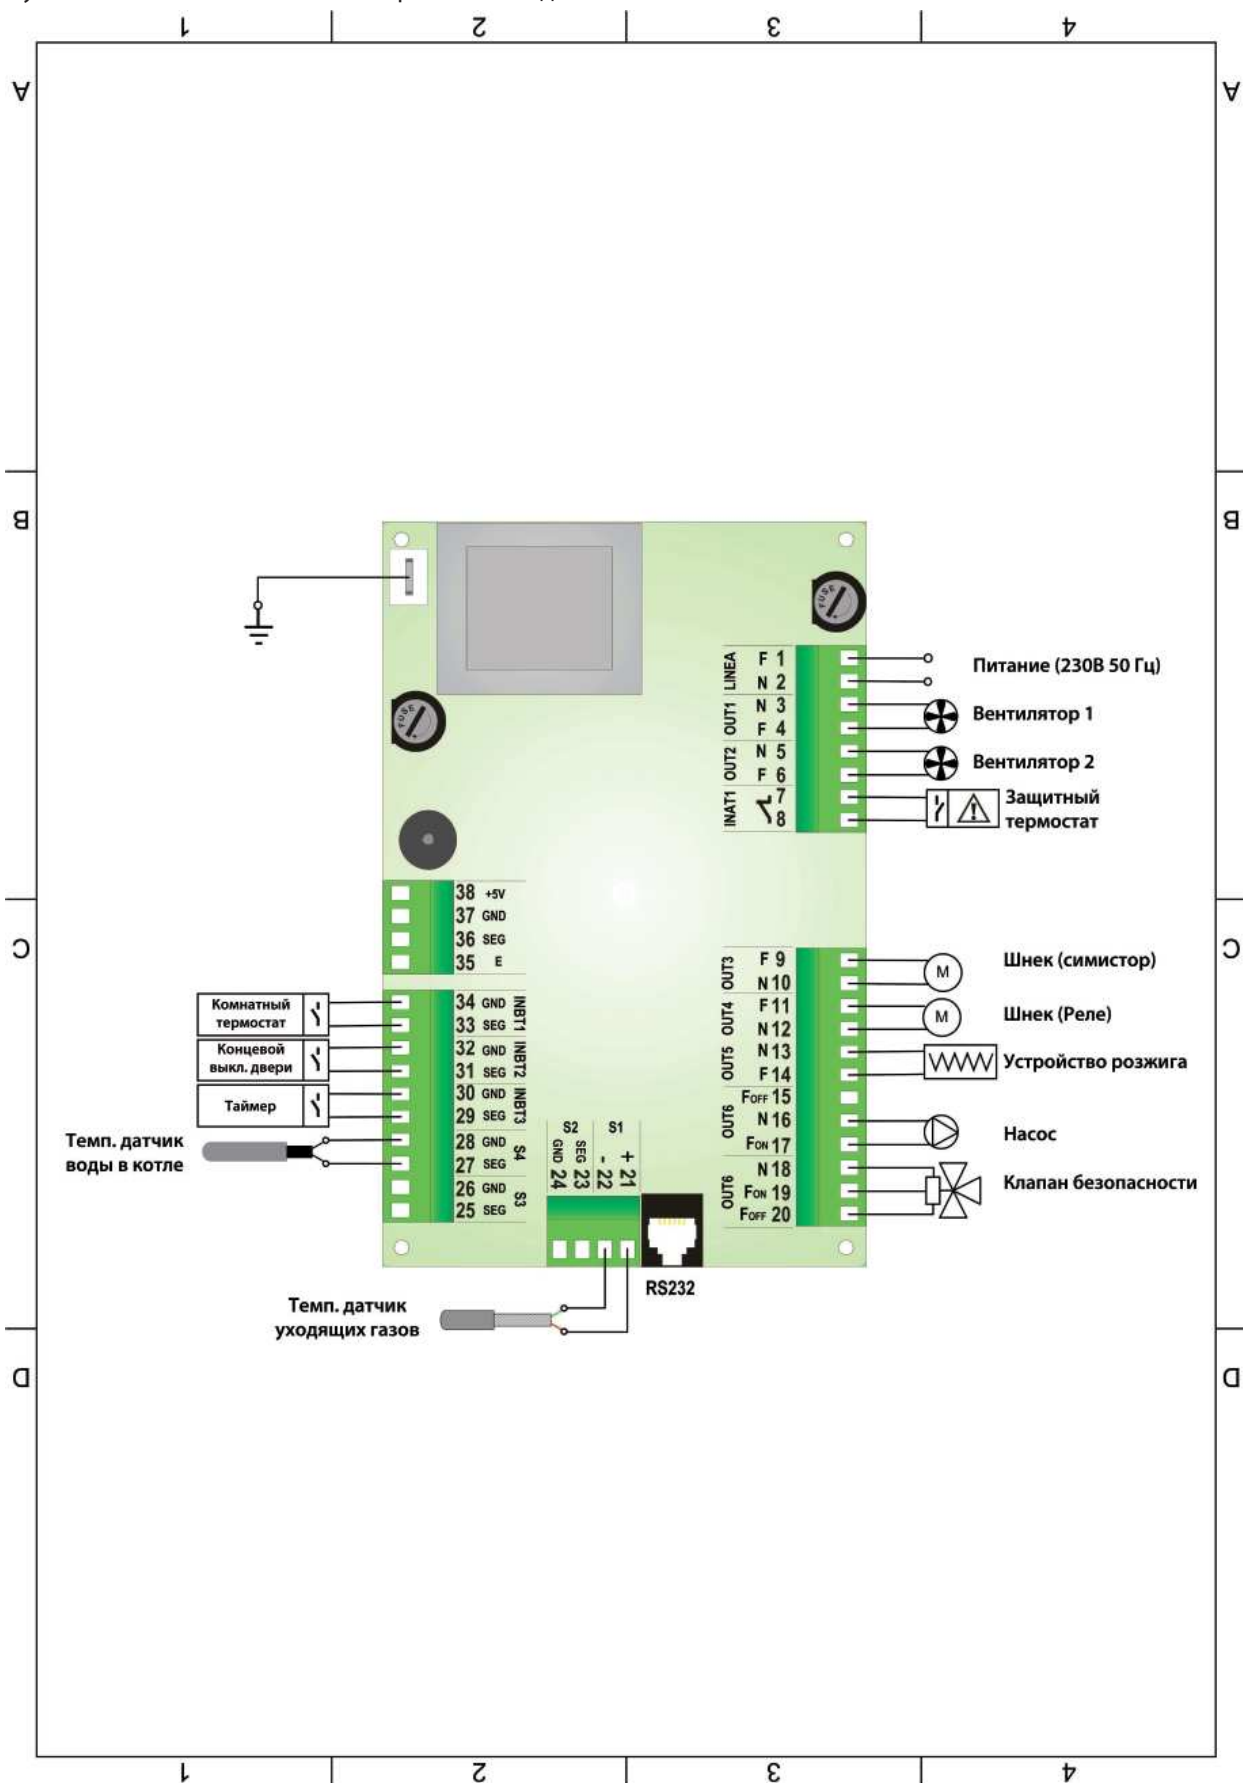 1 2 3 4
A A
B B
FUSE
LINEA F 1
N 2
Питание (230В 50 Гц)
OUT1 N 3
F 4
Вентилятор 1
OUT2 N 5
F 6
Вентилятор 2
INAT1 7
8
Защитный
термостат
FUSE
38 +5V
37 GND
36 SEG
35 E
C C
Комнатный
термостат
34 GND INBT1
33 SEG
Концевой
выкл. двери
32 GND INBT2
31 SEG
Таймер
30 GND INBT3
29 SEG
Темп. датчик
воды в котле
28 GND S4
27 SEG
26 GND S3
25 SEG
OUT3 F 9
N 10
Шнек (симистор)
M
OUT4 F 11
N 12
Шнек (Реле)
M
OUT5 N 13
F 14
Устройство розжига
OUT6 FOFF 15
N 16
FON 17
Насос
OUT6 N 18
FON 19
FOFF 20
Клапан безопасности
S2 S1
GND 24
SEG 23
- 22
+ 21
RS232
Темп. датчик
уходящих газов
D D
1 2 3 4